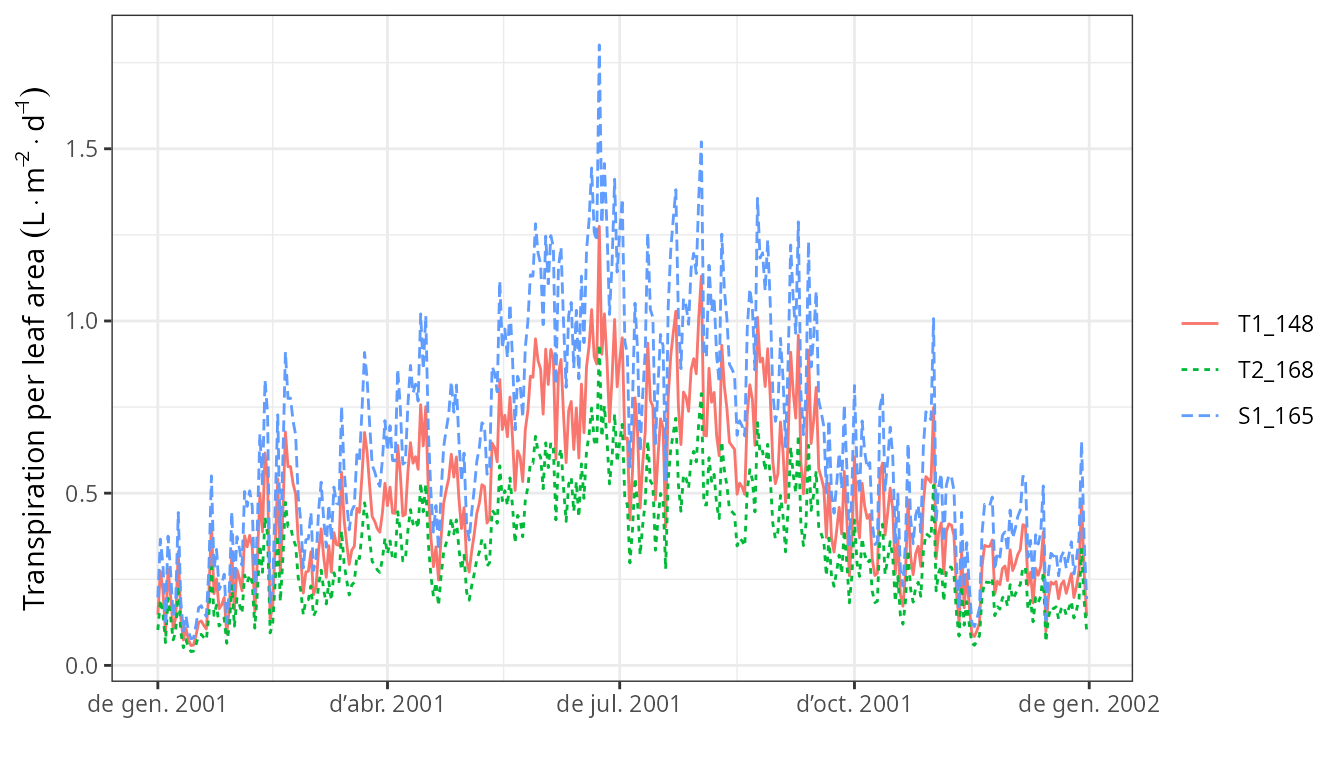 Transpiration per leaf area (L · m⁻² · d⁻¹)
1.5
1.0
0.5
0.0
de gen. 2001
d’abr. 2001
de jul. 2001
d’oct. 2001
de gen. 2002
T1_148
T2_168
S1_165